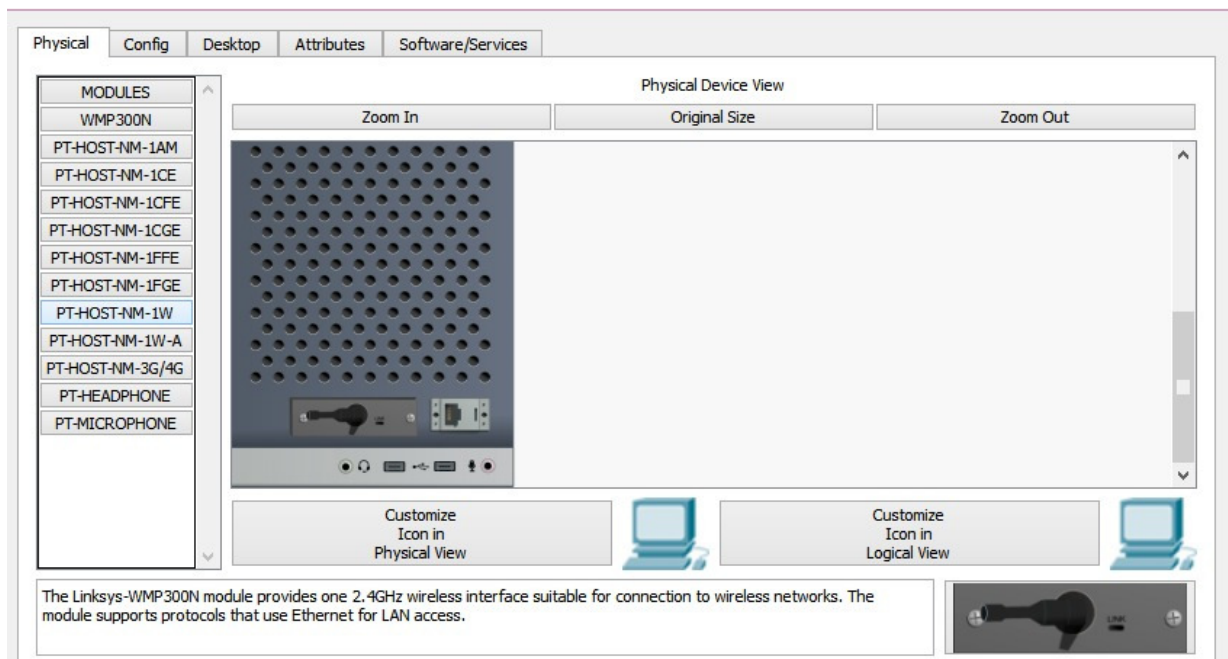 Physical Config Desktop Attributes Software/Services
MODULES
WMP300N
PT-HOST-NM-1AM
PT-HOST-NM-1CE
PT-HOST-NM-1CFE
PT-HOST-NM-1CGE
PT-HOST-NM-1FFE
PT-HOST-NM-1FGE
PT-HOST-NM-1W
PT-HOST-NM-1W-A
PT-HOST-NM-3G/4G
PT-HEADPHONE
PT-MICROPHONE
Physical Device View
Zoom In Original Size Zoom Out
Customize
Icon in
Physical View
Customize
Icon in
Logical View
The Linksys-WMP300N module provides one 2.4GHz wireless interface suitable for connection to wireless networks. The
module supports protocols that use Ethernet for LAN access.
LINK